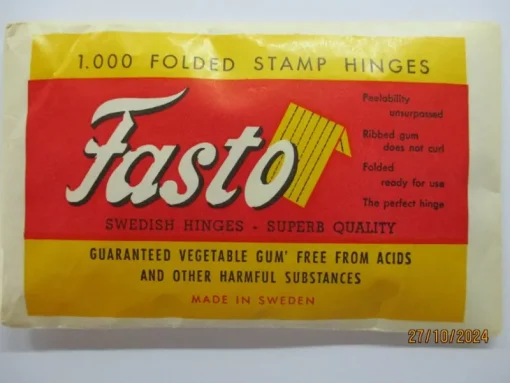 1.000 FOLDED STAMP HINGES
Fasto
Peelability
unsurpassed
Ribbed gum
does not curl
Folded
ready for use
The perfect hinge
SWEDISH HINGES - SUPERB QUALITY
GUARANTEED VEGETABLE GUM' FREE FROM ACIDS
AND OTHER HARMFUL SUBSTANCES
MADE IN SWEDEN
27/10/2024